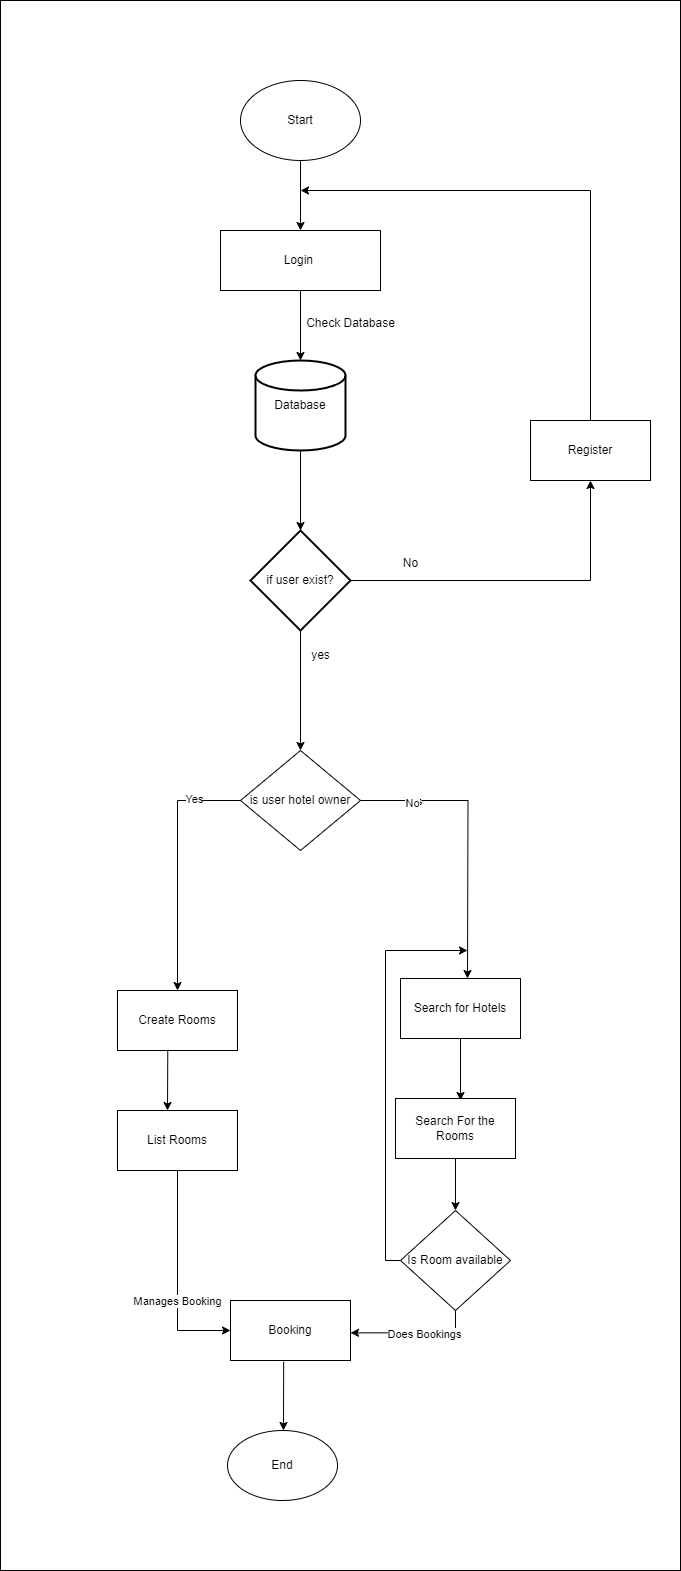 Start
Login
Check Database
Database
Register
if user exist?
No
yes
is user hotel owner
Yes
No
Create Rooms
Search for Hotels
List Rooms
Search For the
Rooms
Is Room available
Manages Booking
Booking
Does Bookings
End